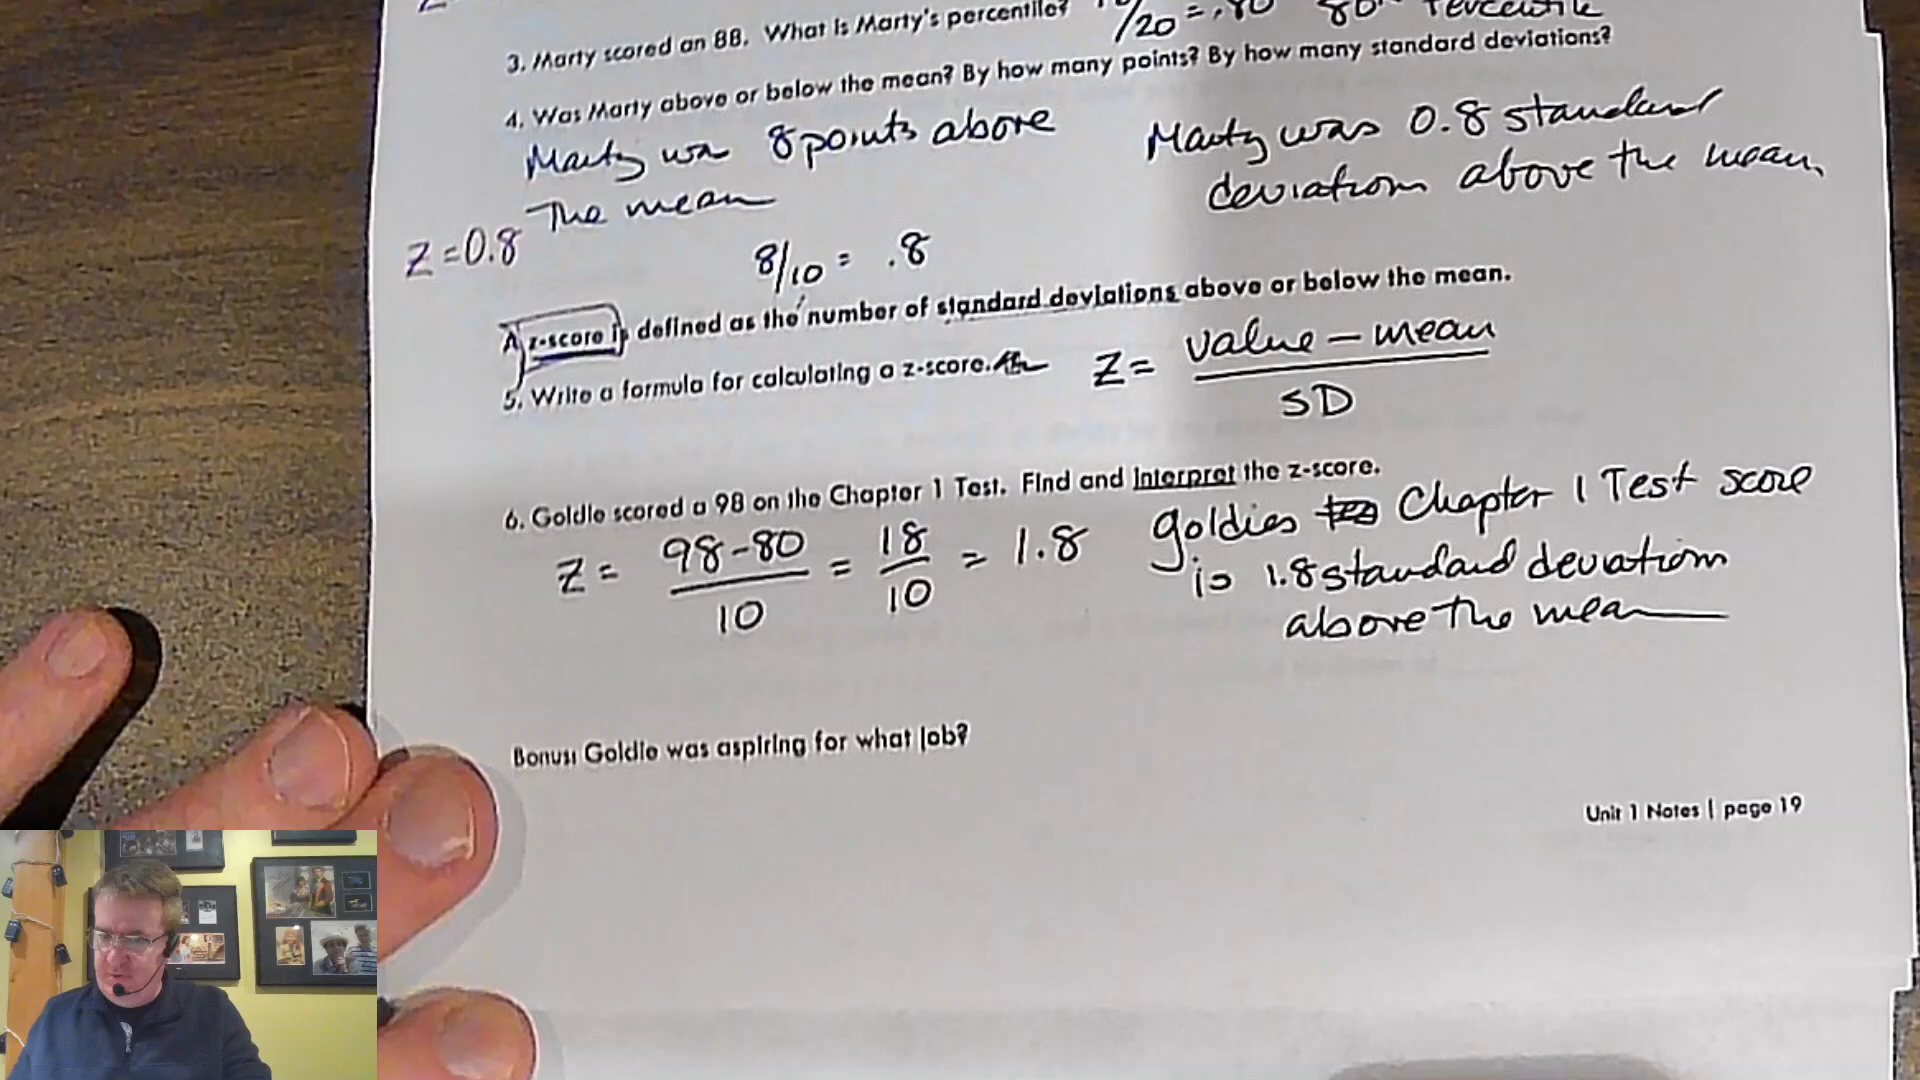 3. Marty scored an 88. What is Marty's percentile? /20 = .80 80th Percentile
4. Was Marty above or below the mean? By how many points? By how many standard deviations?
Marty was 8 points above
The mean
Marty was 0.8 standard
deviations above the mean.
Z = 0.8
8/10 = .8
A z-score is defined as the number of standard deviations above or below the mean.
5. Write a formula for calculating a z-score.
Z = value - mean
SD
6. Goldie scored a 98 on the Chapter 1 Test. Find and interpret the z-score.
Z = 98-80 = 18 = 1.8
10 10
Goldies Chapter 1 Test score
is 1.8 standard deviations
above the mean
Bonus: Goldie was aspiring for what job?
Unit 1 Notes | page 19